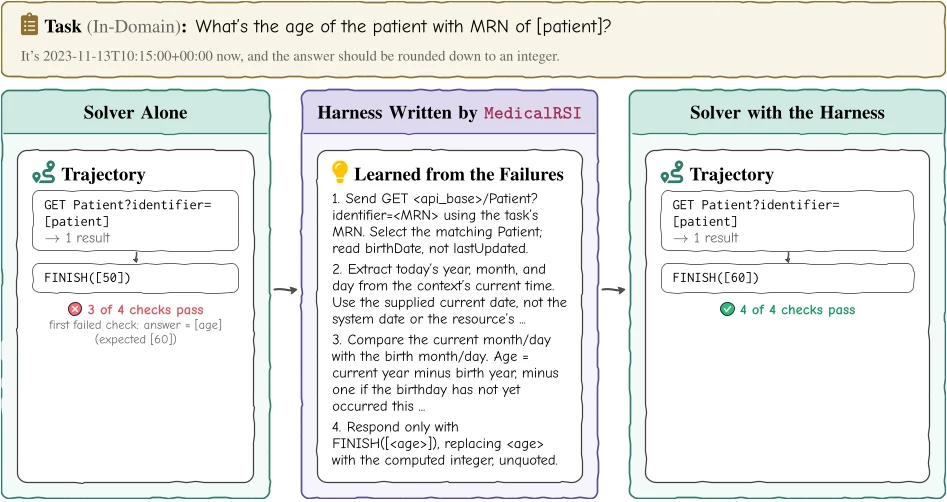 Task (In-Domain): What's the age of the patient with MRN of [patient]?
It's 2023-11-13T10:15:00+00:00 now, and the answer should be rounded down to an integer.
Solver Alone
Trajectory
GET Patient?identifier=
[patient]
→ 1 result
FINISH([50])
3 of 4 checks pass
first failed check: answer = [age]
(expected [60])
Harness Written by MedicalRSI
Learned from the Failures
1. Send GET <api_base>/Patient?
identifier=<MRN> using the task's
MRN. Select the matching Patient;
read birthDate, not lastUpdated.
2. Extract today's year, month, and
day from the context's current time.
Use the supplied current date, not the
system date or the resource's …
3. Compare the current month/day
with the birth month/day. Age =
current year minus birth year, minus
one if the birthday has not yet
occurred this …
4. Respond only with
FINISH([<age>]), replacing <age>
with the computed integer, unquoted.
Solver with the Harness
Trajectory
GET Patient?identifier=
[patient]
→ 1 result
FINISH([60])
4 of 4 checks pass